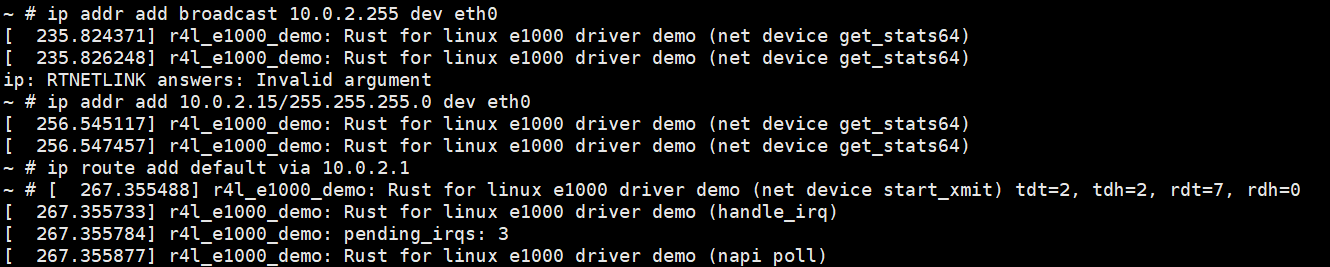 ~ # ip addr add broadcast 10.0.2.255 dev eth0
[  235.824371] r4l_e1000_demo: Rust for linux e1000 driver demo (net device get_stats64)
[  235.826248] r4l_e1000_demo: Rust for linux e1000 driver demo (net device get_stats64)
ip: RTNETLINK answers: Invalid argument
~ # ip addr add 10.0.2.15/255.255.255.0 dev eth0
[  256.545117] r4l_e1000_demo: Rust for linux e1000 driver demo (net device get_stats64)
[  256.547457] r4l_e1000_demo: Rust for linux e1000 driver demo (net device get_stats64)
~ # ip route add default via 10.0.2.1
~ # [  267.355488] r4l_e1000_demo: Rust for linux e1000 driver demo (net device start_xmit) tdt=2, tdh=2, rdt=7, rdh=0
[  267.355733] r4l_e1000_demo: Rust for linux e1000 driver demo (handle_irq)
[  267.355784] r4l_e1000_demo: pending_irqs: 3
[  267.355877] r4l_e1000_demo: Rust for linux e1000 driver demo (napi poll)